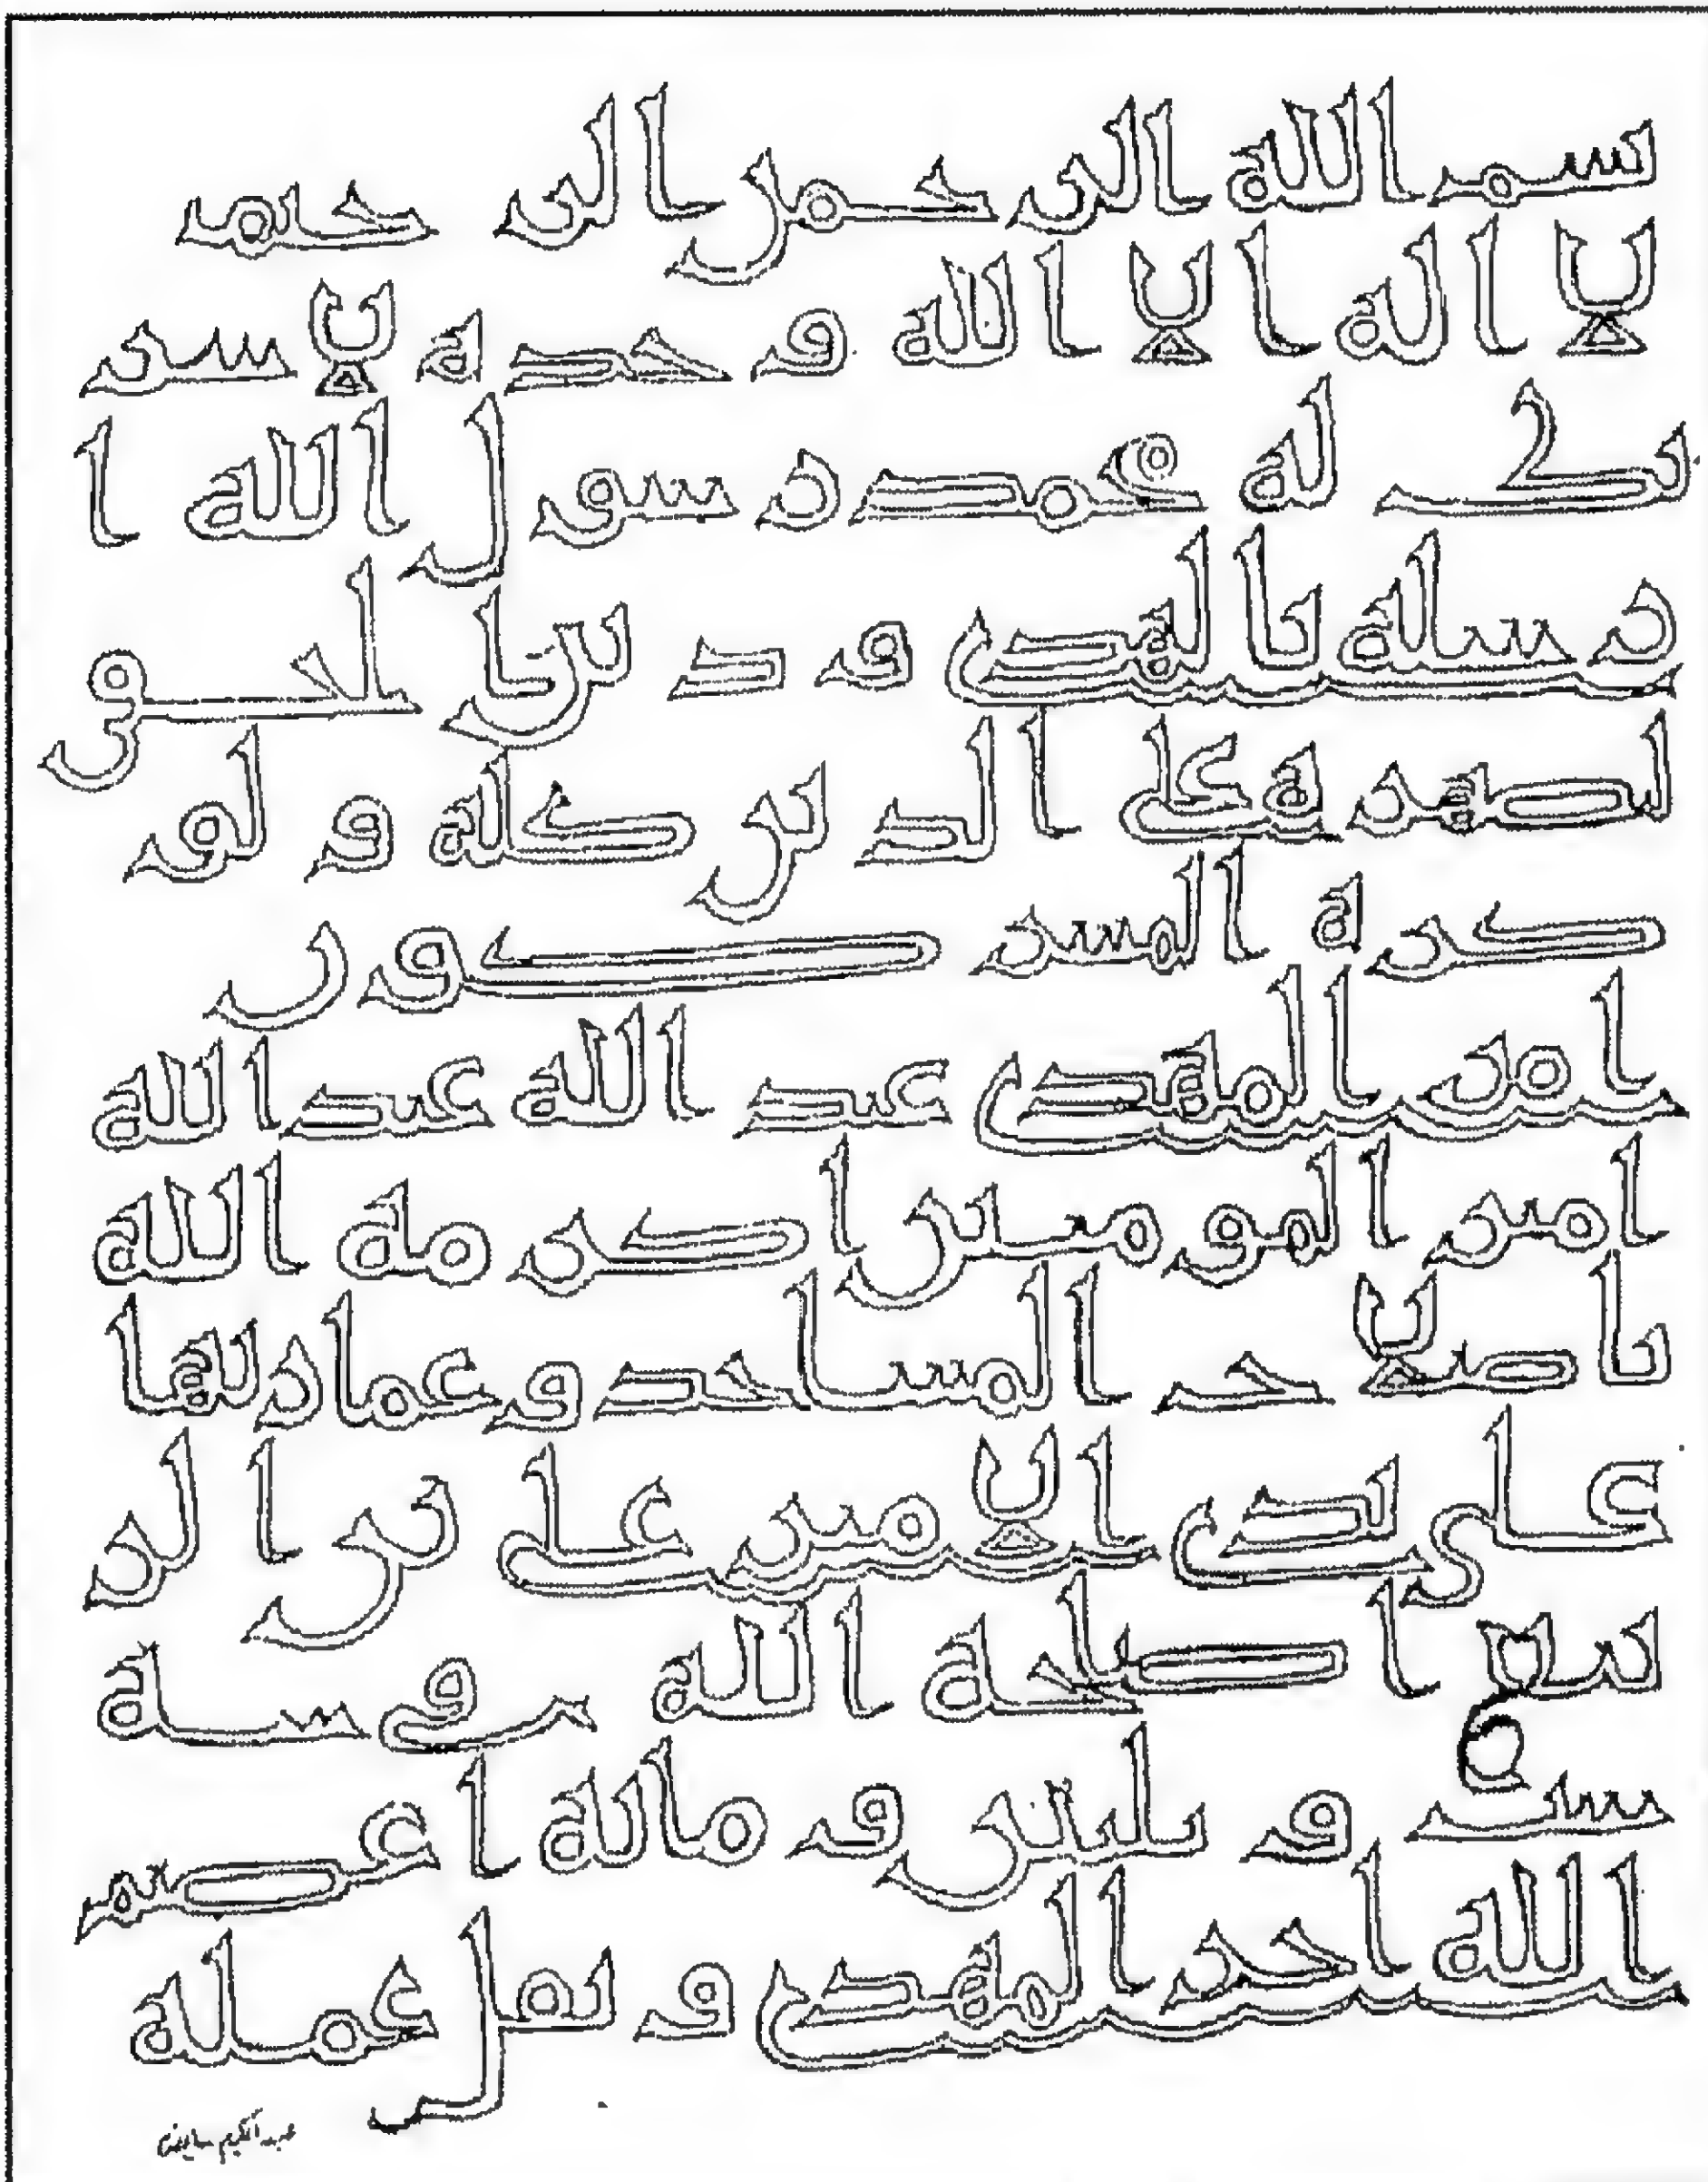 بسم الله الرحمن الرحيم
لا اله الا الله وحده لا شر
يك له محمد رسول الله ا
رسله بالهدى ودين الحق
ليظهره على الدين كله ولو
كره المشركون
امر المهدي عبد الله عبد الله
امير المومنين اكرمه الله
باصلاح المساجد وعمارتها
على يدي الامير علي بن الر
بيع اصلحه الله في سنة
ست وثلثين ومائة اعظم
الله اجر المهدي وتقبل عمله